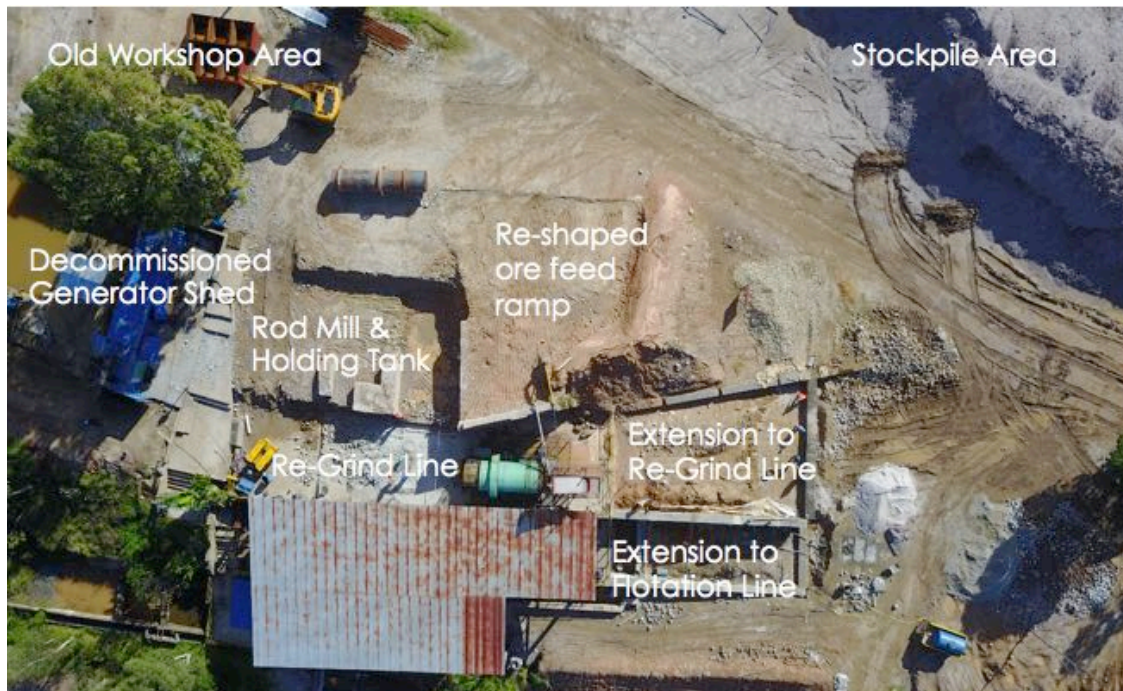 Old Workshop Area
Stockpile Area
Re-shaped
ore feed
ramp
Decommissioned
Generator Shed
Rod Mill &
Holding Tank
Extension to
Re-Grind Line
Re-Grind Line
Extension to
Flotation Line